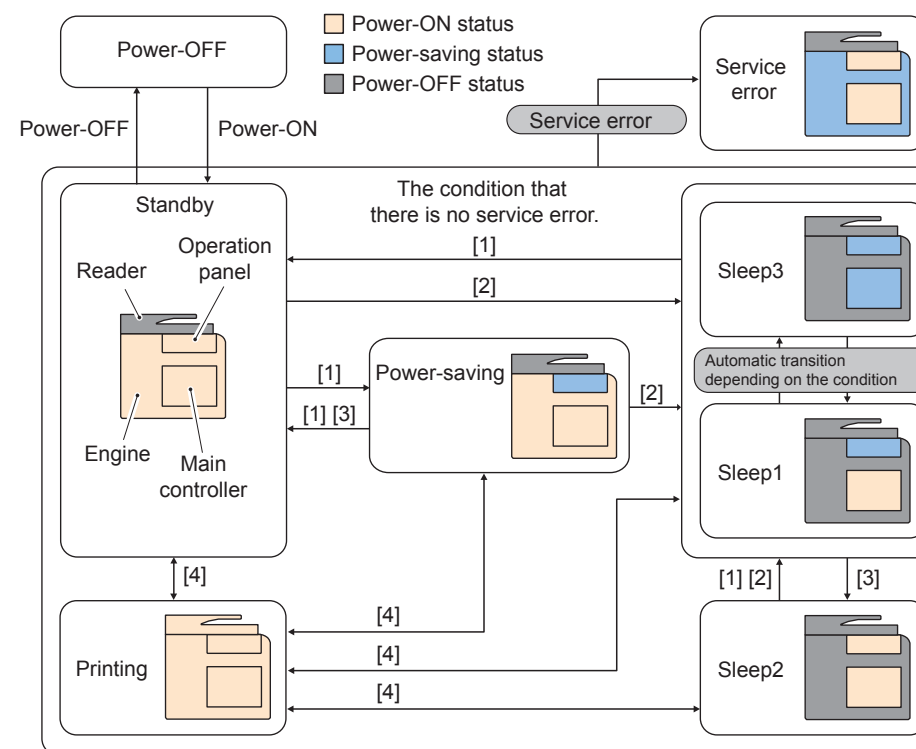 Power-OFF
Power-ON status
Power-saving status
Power-OFF status
Service
error
Power-OFF
Power-ON
Service error
The condition that
there is no service error.
Standby
Operation
panel
Reader
Engine
Main
controller
[1]
[2]
Sleep3
Automatic transition
depending on the condition
[1]
[1] [3]
Power-saving
[2]
Sleep1
[4]
[1] [2]
[3]
Printing
[4]
[4]
[4]
Sleep2